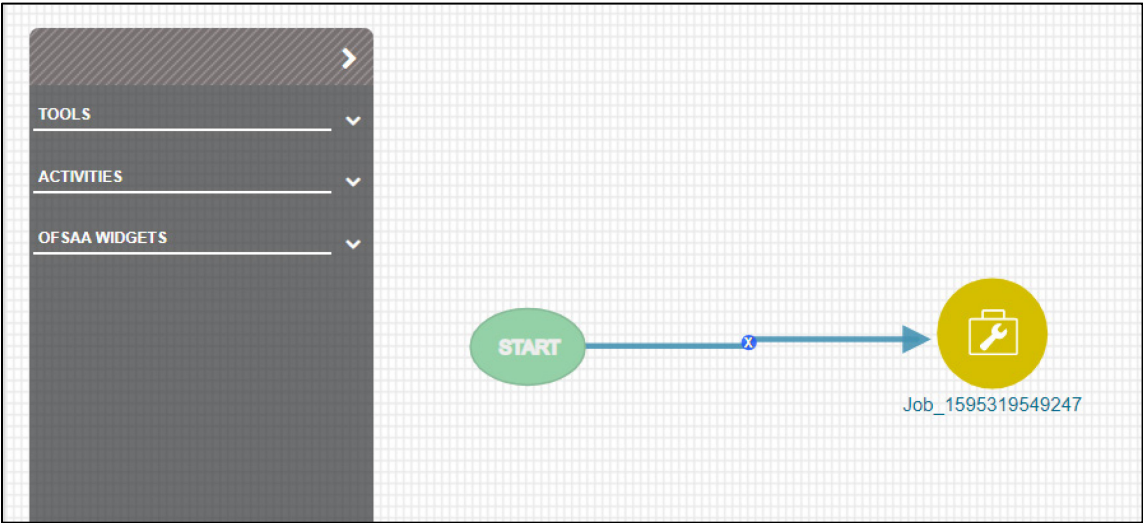 TOOLS
ACTIVITIES
OFSAA WIDGETS
START
X
Job_1595319549247